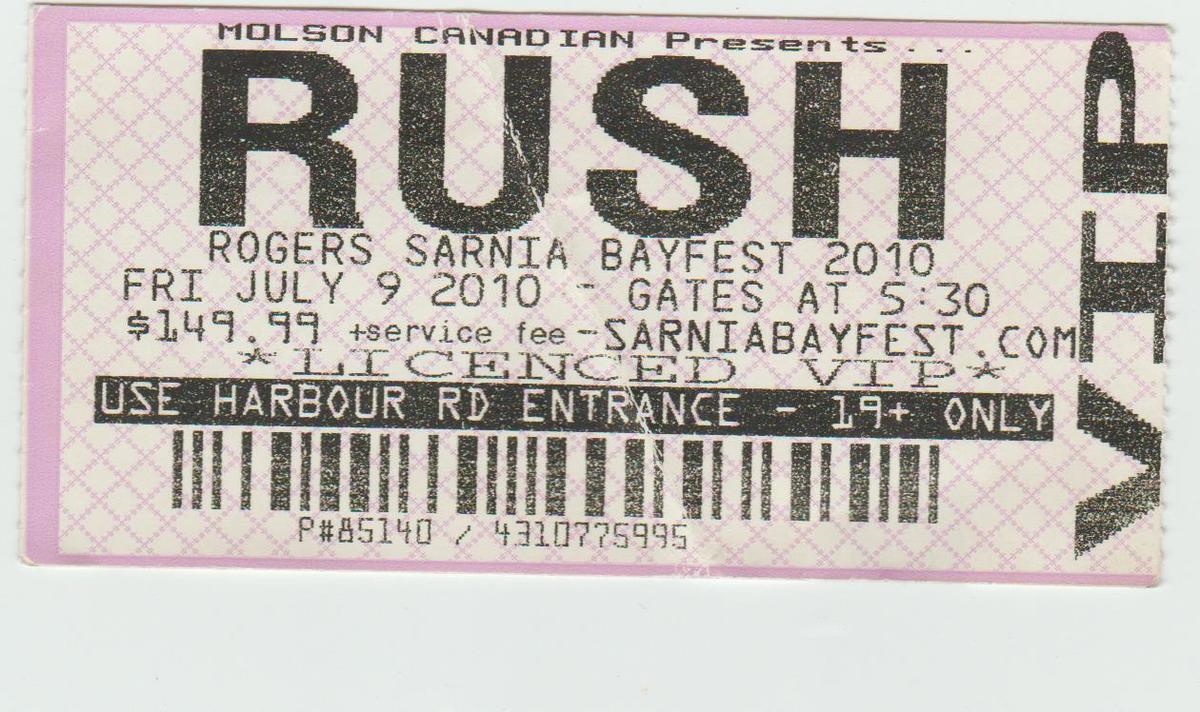 MOLSON CANADIAN Presents ...
RUSH
ROGERS SARNIA BAYFEST 2010
FRI JULY 9 2010 - GATES AT 5:30
$149.99 +service fee -SARNIABAYFEST.COM
*LICENCED VIP*
USE HARBOUR RD ENTRANCE - 19+ ONLY
P#85140 / 4310775995
VIP